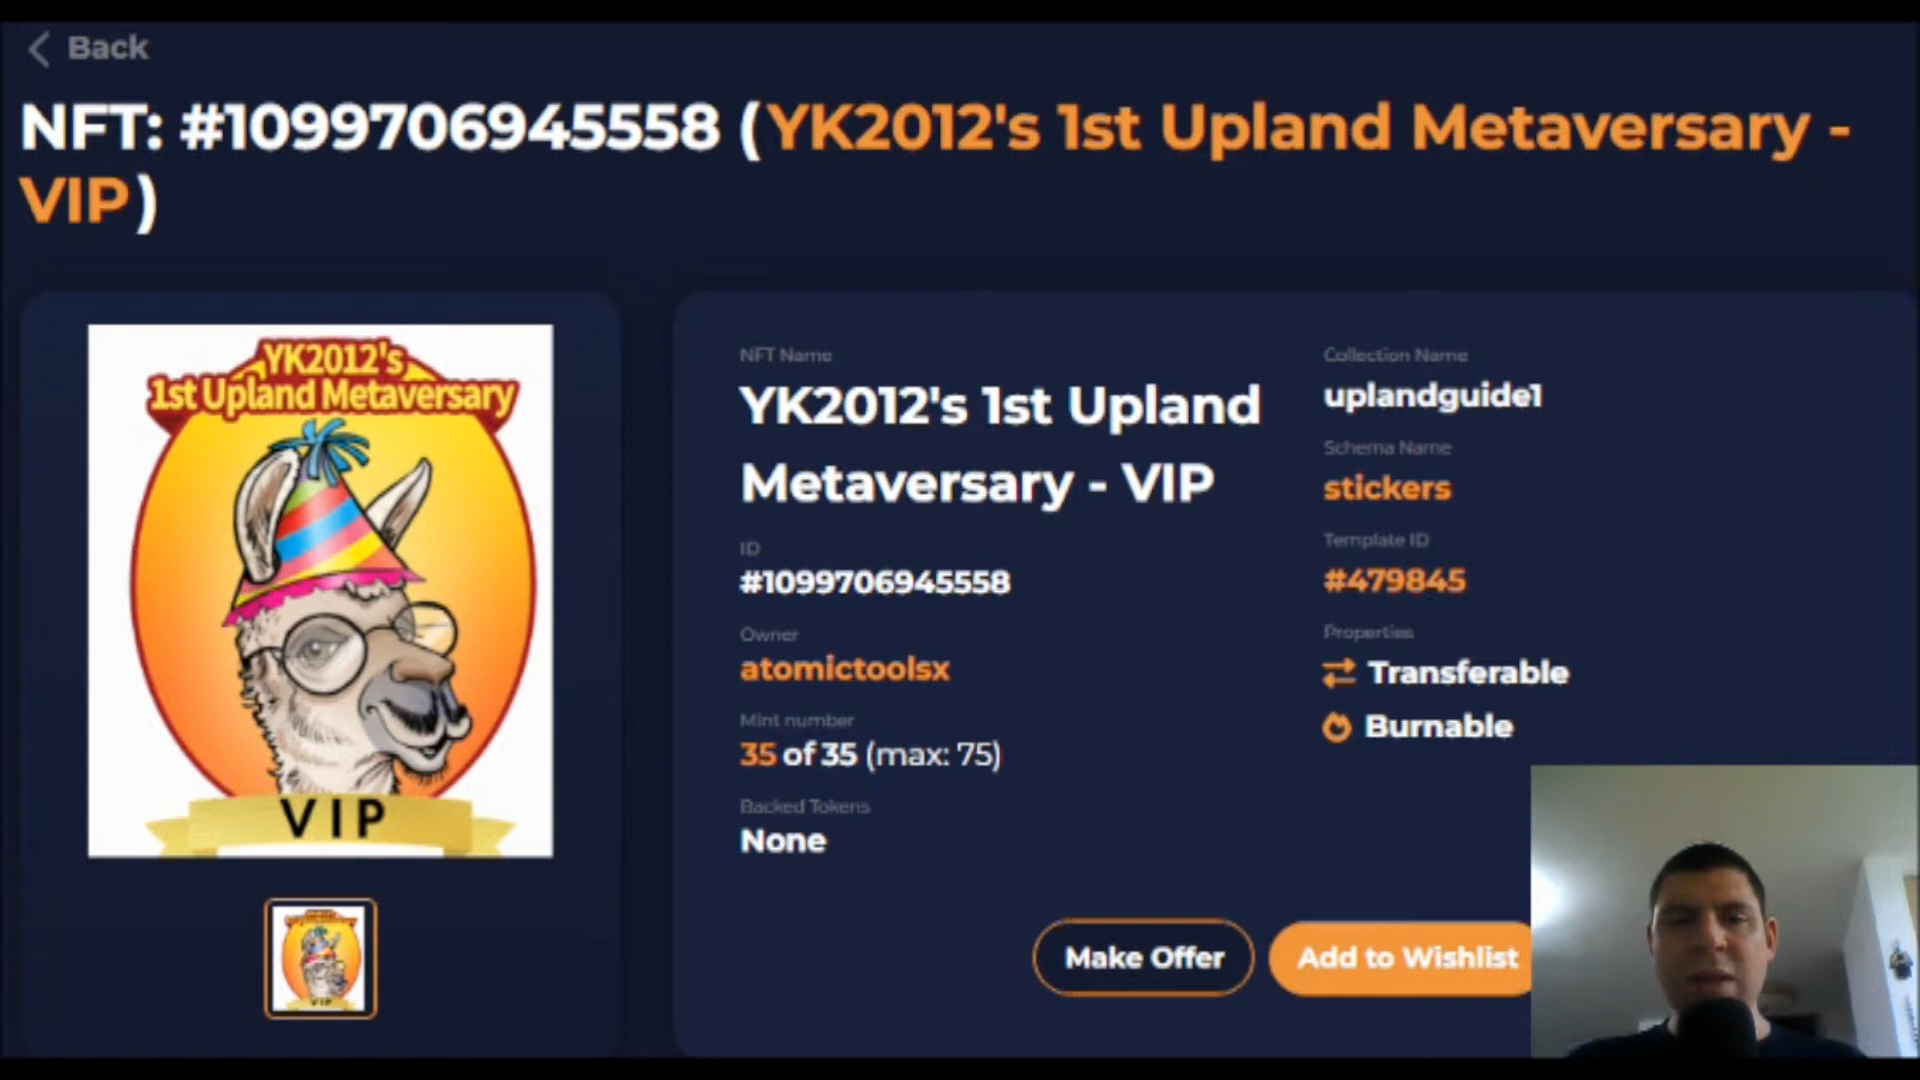 Back
NFT: #1099706945558 (YK2012's 1st Upland Metaversary -
VIP)
YK2012's
1st Upland Metaversary
VIP
NFT Name
YK2012's 1st Upland
Metaversary - VIP
ID
#1099706945558
Owner
atomictoolsx
Mint number
35 of 35 (max: 75)
Backed Tokens
None
Collection Name
uplandguide1
Schema Name
stickers
Template ID
#479845
Properties
Transferable
Burnable
Make Offer
Add to Wishlist
VIP